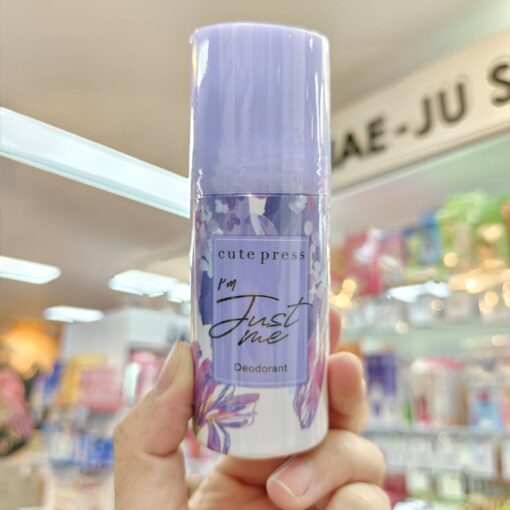 AE-JU S
cute press
I'm
Just
me
Deodorant